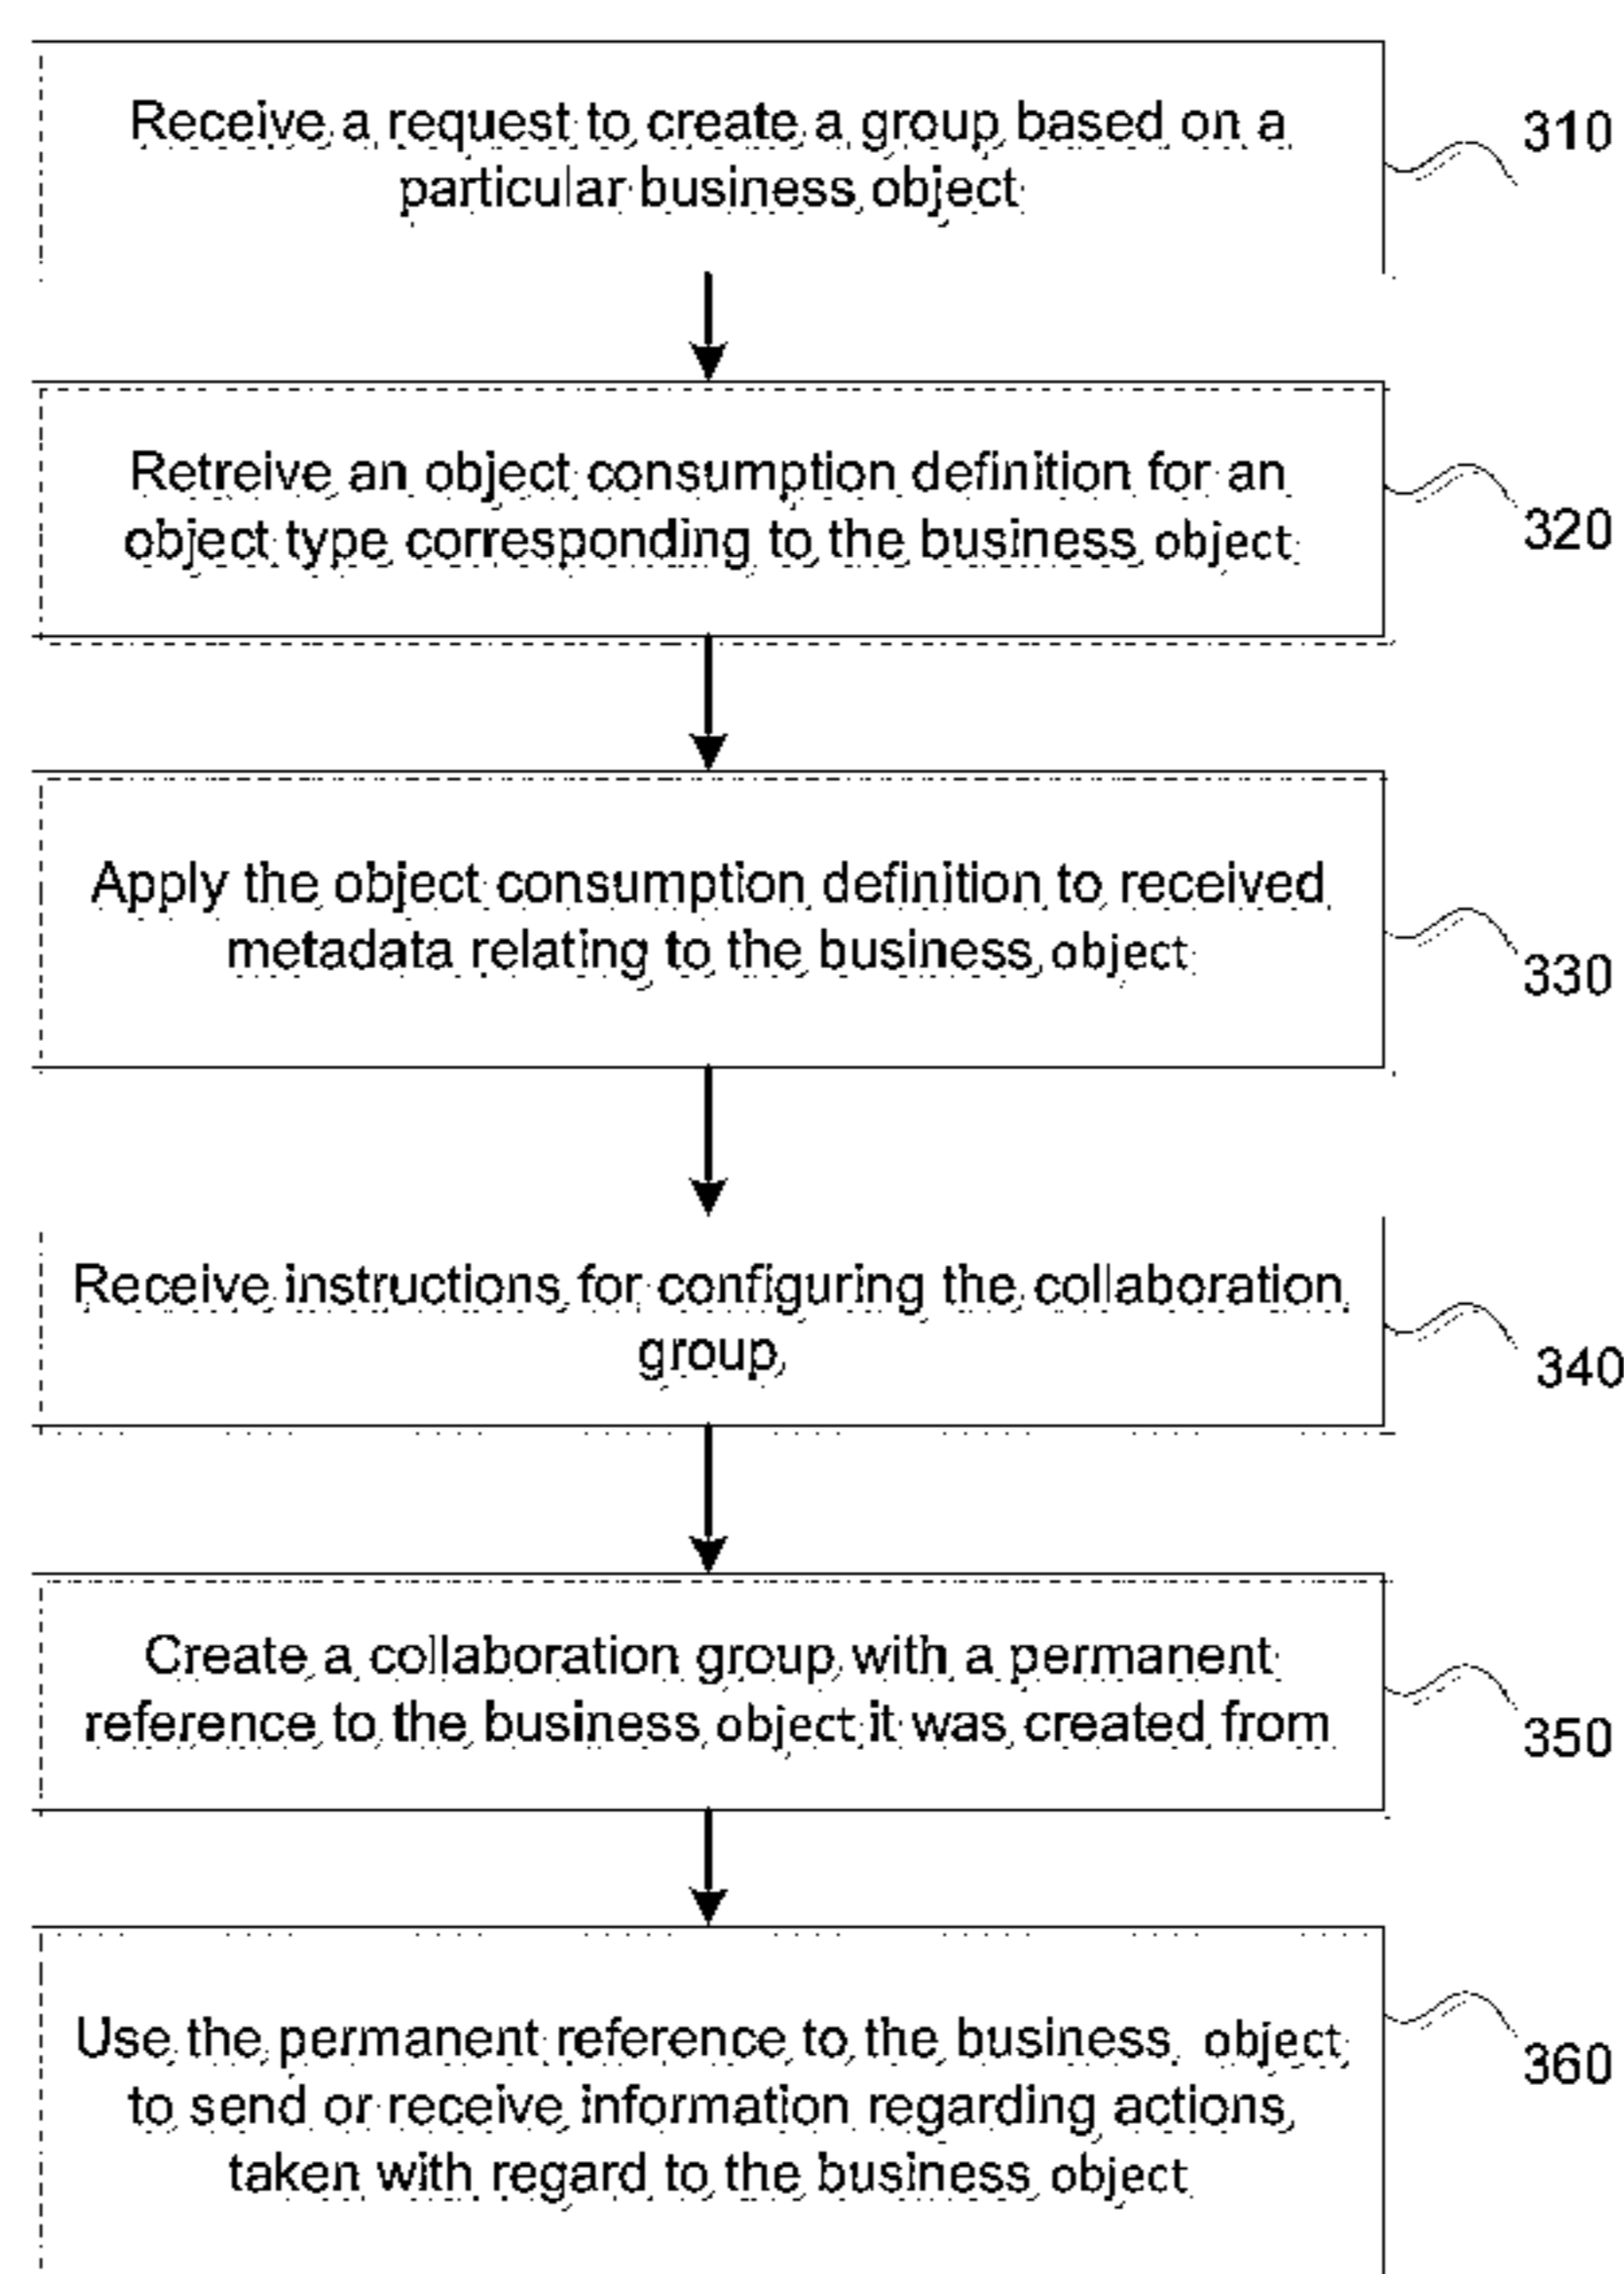 Receive a request to create a group based on a
particular business object
310
Retreive an object consumption definition for an
object type corresponding to the business object
320
Apply the object consumption definition to received
metadata relating to the business object
330
Receive instructions for configuring the collaboration
group
340
Create a collaboration group with a permanent
reference to the business object it was created from
350
Use the permanent reference to the business object
to send or receive information regarding actions
taken with regard to the business object
360